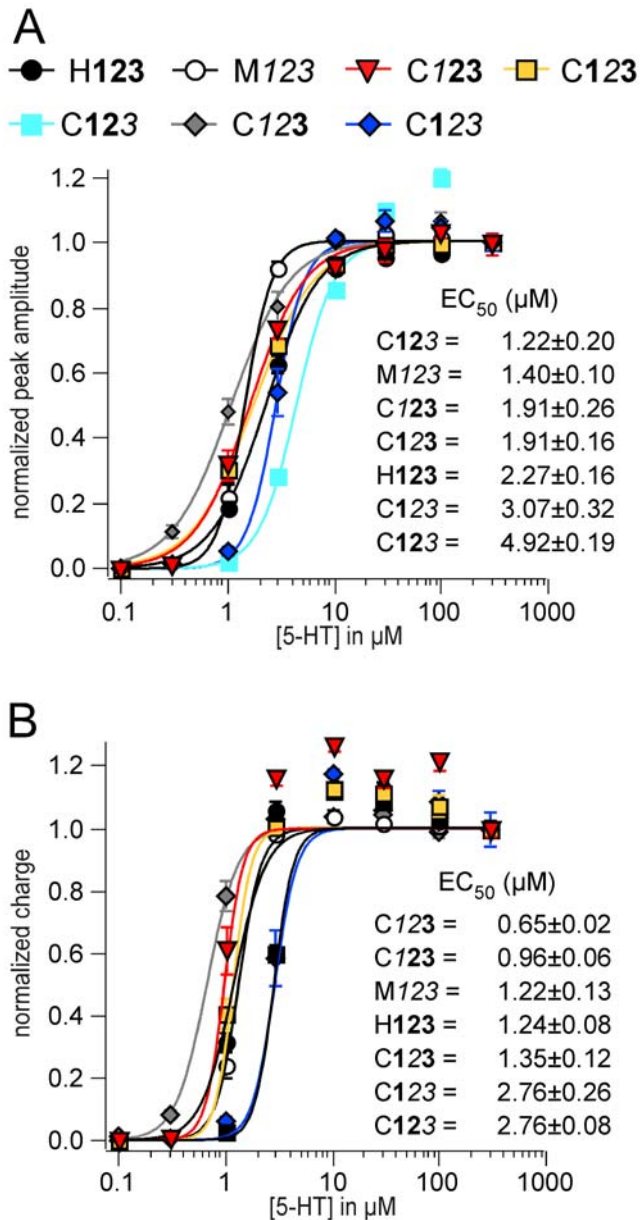 A
H123 M123 C123 C123
C123 C123 C123
1.2
1.0
0.8
0.6
0.4
0.2
0.0
normalized peak amplitude
EC50 (µM)
C123 = 1.22±0.20
M123 = 1.40±0.10
C123 = 1.91±0.26
C123 = 1.91±0.16
H123 = 2.27±0.16
C123 = 3.07±0.32
C123 = 4.92±0.19
0.1 1 10 100 1000
[5-HT] in µM
B
1.2
1.0
0.8
0.6
0.4
0.2
0.0
normalized charge
EC50 (µM)
C123 = 0.65±0.02
C123 = 0.96±0.06
M123 = 1.22±0.13
H123 = 1.24±0.08
C123 = 1.35±0.12
C123 = 2.76±0.26
C123 = 2.76±0.08
0.1 1 10 100 1000
[5-HT] in µM